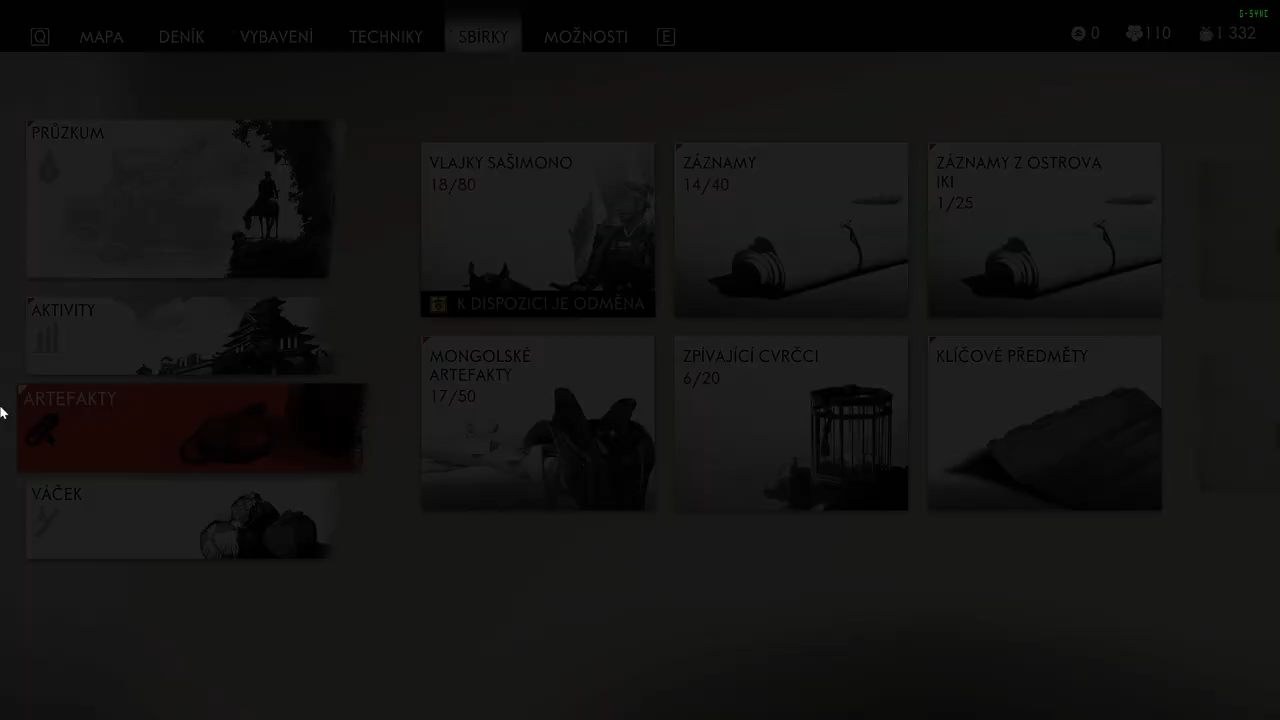 G-SYNC
Q MAPA DENÍK VYBAVENÍ TECHNIKY SBÍRKY MOŽNOSTI E 0 110 1 332
PRŮZKUM
AKTIVITY
ARTEFAKTY
VÁČEK
VLAJKY SAŠIMONO
18/80
K DISPOZICI JE ODMĚNA
ZÁZNAMY
14/40
ZÁZNAMY Z OSTROVA
IKI
1/25
MONGOLSKÉ
ARTEFAKTY
17/50
ZPÍVAJÍCÍ CVRČCI
6/20
KLÍČOVÉ PŘEDMĚTY